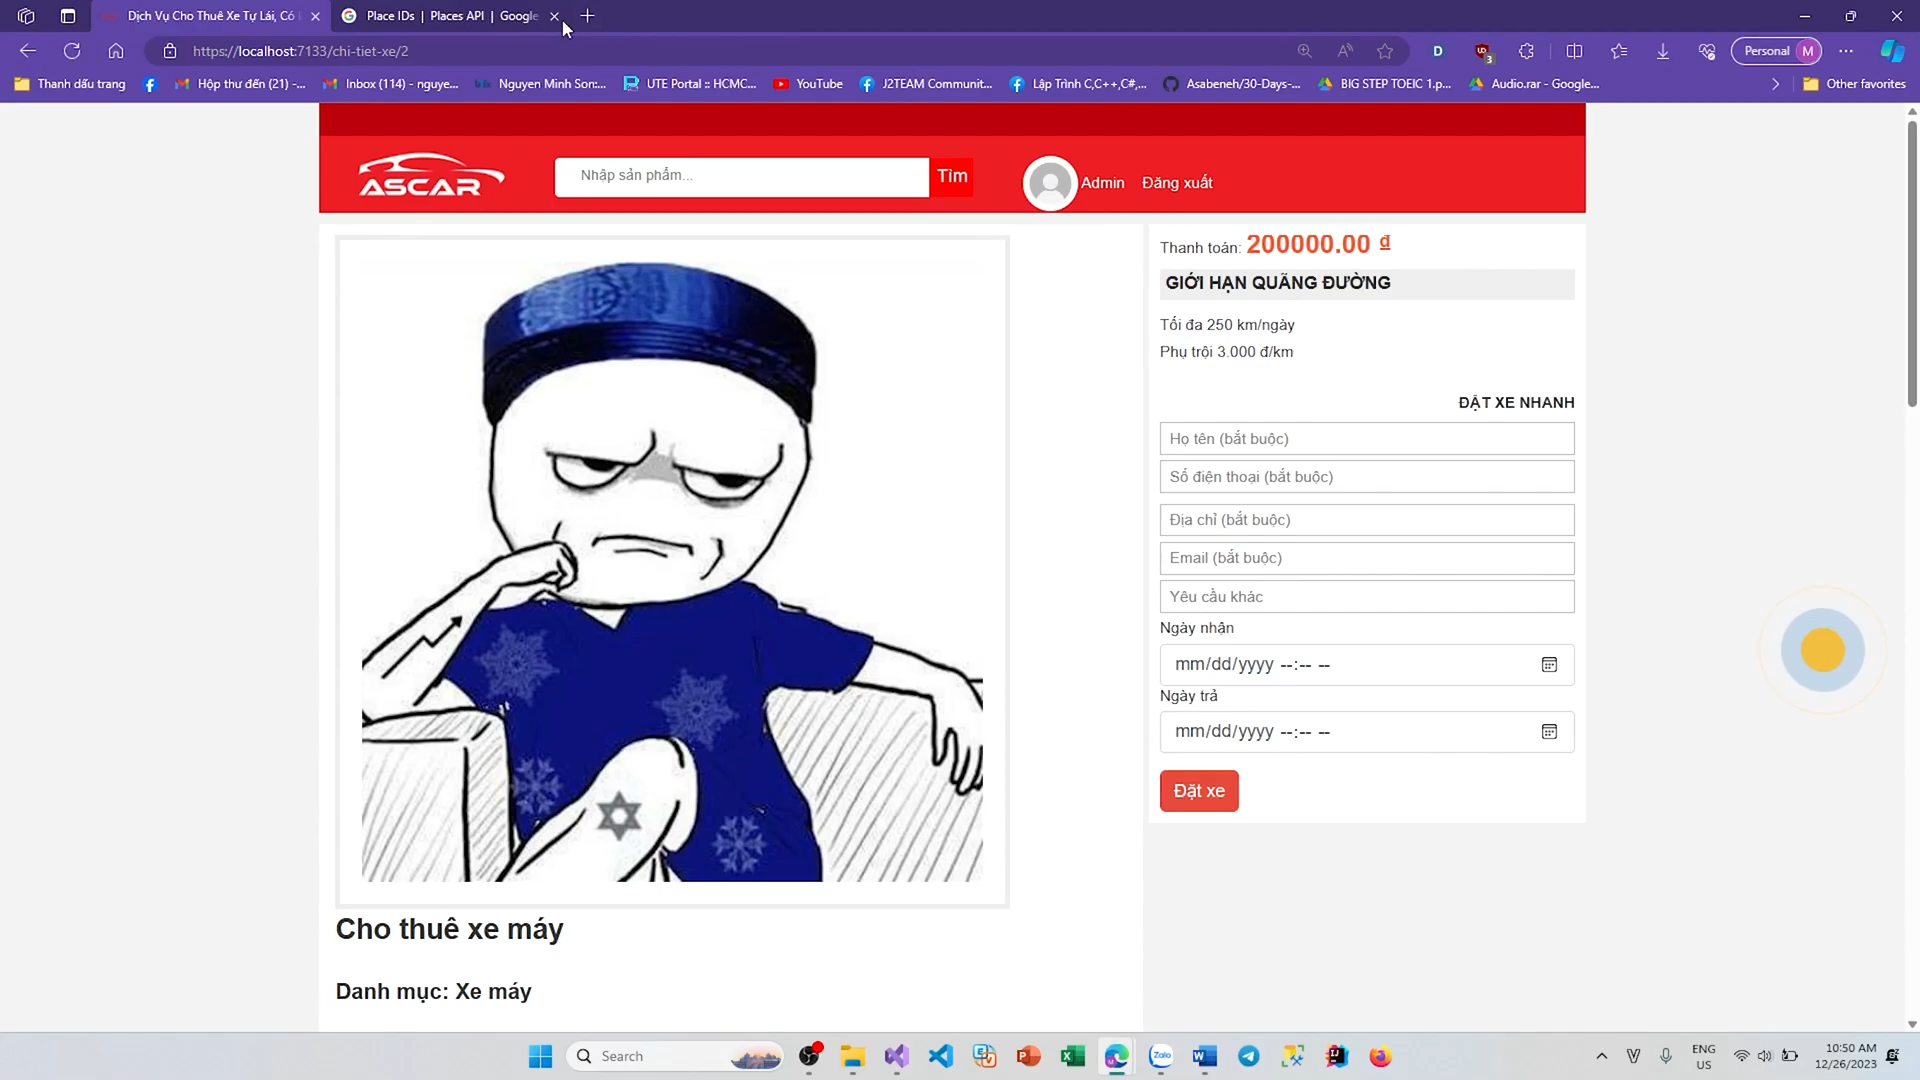 Dịch Vụ Cho Thuê Xe Tự Lái, Có
Place IDs | Places API | Google
https://localhost:7133/chi-tiet-xe/2
Personal M
Thanh dấu trang
Hộp thư đến (21) -...
Inbox (114) - nguye...
Nguyen Minh Son:...
UTE Portal :: HCMC...
YouTube
J2TEAM Communit...
Lập Trình C,C++,C#,...
Asabeneh/30-Days-...
BIG STEP TOEIC 1.p...
Audio.rar - Google...
Other favorites
ASCAR
Nhập sản phẩm...
Tìm
Admin
Đăng xuất
Thanh toán: 200000.00 đ
GIỚI HẠN QUÃNG ĐƯỜNG
Tối đa 250 km/ngày
Phụ trội 3.000 đ/km
ĐẶT XE NHANH
Họ tên (bắt buộc)
Số điện thoại (bắt buộc)
Địa chỉ (bắt buộc)
Email (bắt buộc)
Yêu cầu khác
Ngày nhận
mm/dd/yyyy --:-- --
Ngày trả
mm/dd/yyyy --:-- --
Đặt xe
Cho thuê xe máy
Danh mục: Xe máy
Search
Zalo
ENG
US
10:50 AM
12/26/2023